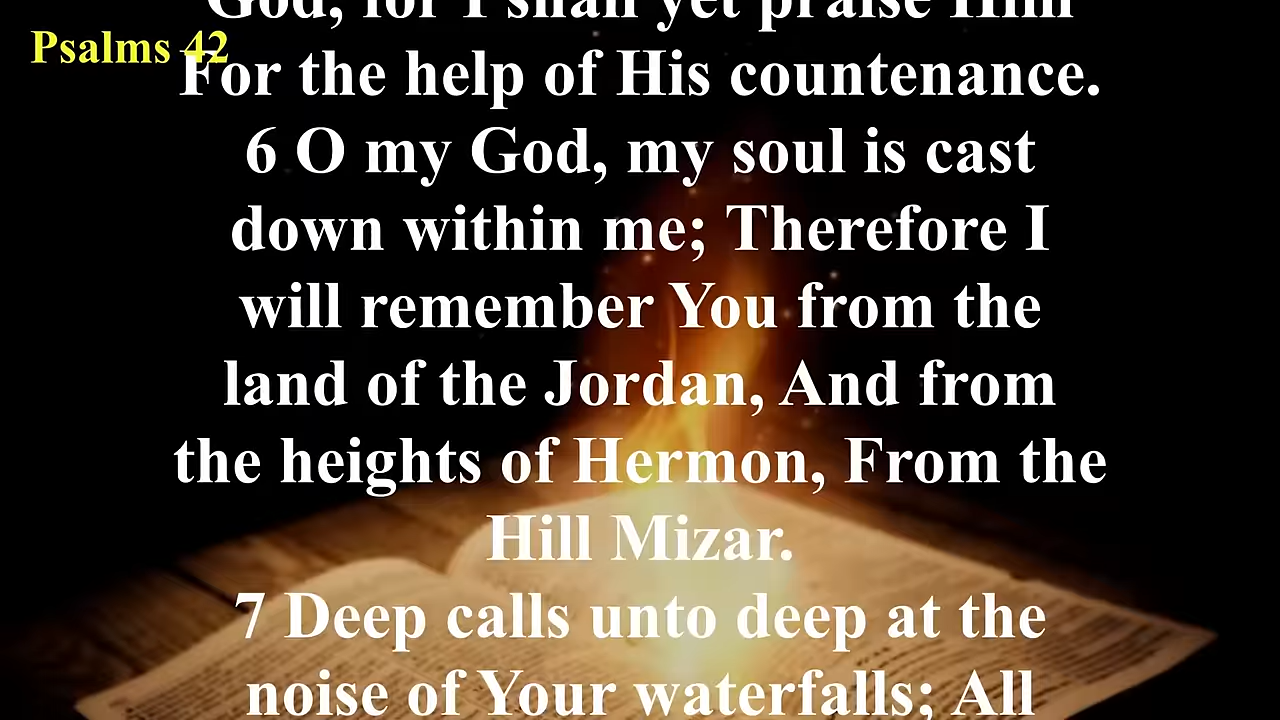 God, for I shall yet praise Him
Psalms 42
For the help of His countenance.
6 O my God, my soul is cast
down within me; Therefore I
will remember You from the
land of the Jordan, And from
the heights of Hermon, From the
Hill Mizar.
7 Deep calls unto deep at the
noise of Your waterfalls; All